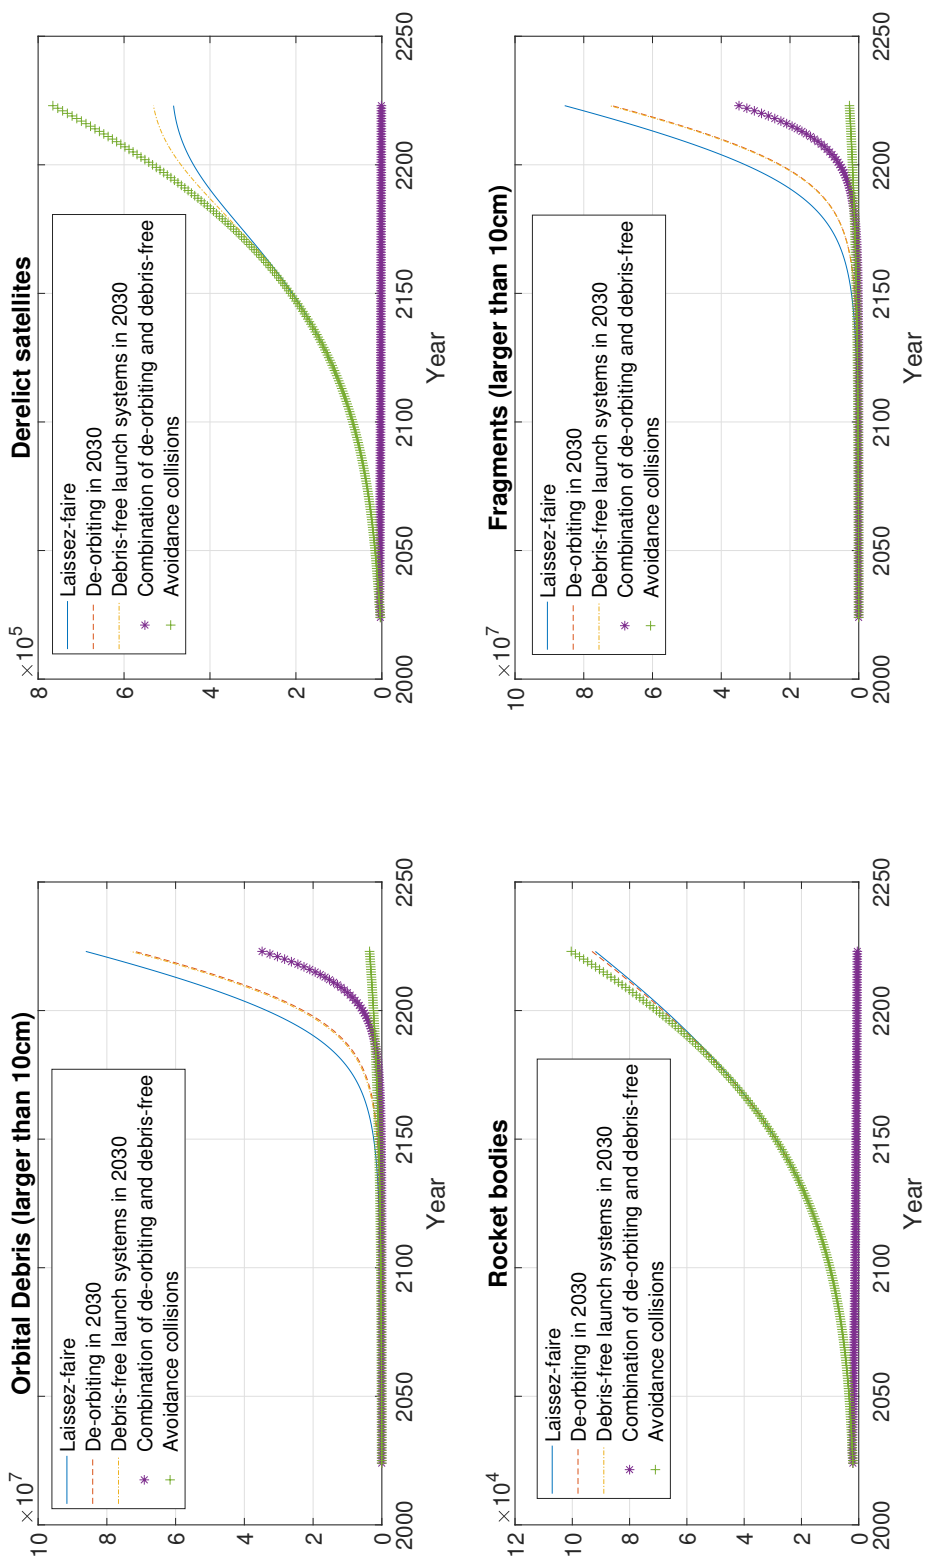 Orbital Debris (larger than 10cm)
×10^7
10
8
6
4
2
0
2000
2050
2100
2150
2200
2250
Year
Laissez-faire
De-orbiting in 2030
Debris-free launch systems in 2030
Combination of de-orbiting and debris-free
Avoidance collisions
Derelict satellites
×10^5
8
6
4
2
0
2000
2050
2100
2150
2200
2250
Year
Laissez-faire
De-orbiting in 2030
Debris-free launch systems in 2030
Combination of de-orbiting and debris-free
Avoidance collisions
Rocket bodies
×10^4
12
10
8
6
4
2
0
2000
2050
2100
2150
2200
2250
Year
Laissez-faire
De-orbiting in 2030
Debris-free launch systems in 2030
Combination of de-orbiting and debris-free
Avoidance collisions
Fragments (larger than 10cm)
×10^7
10
8
6
4
2
0
2000
2050
2100
2150
2200
2250
Year
Laissez-faire
De-orbiting in 2030
Debris-free launch systems in 2030
Combination of de-orbiting and debris-free
Avoidance collisions